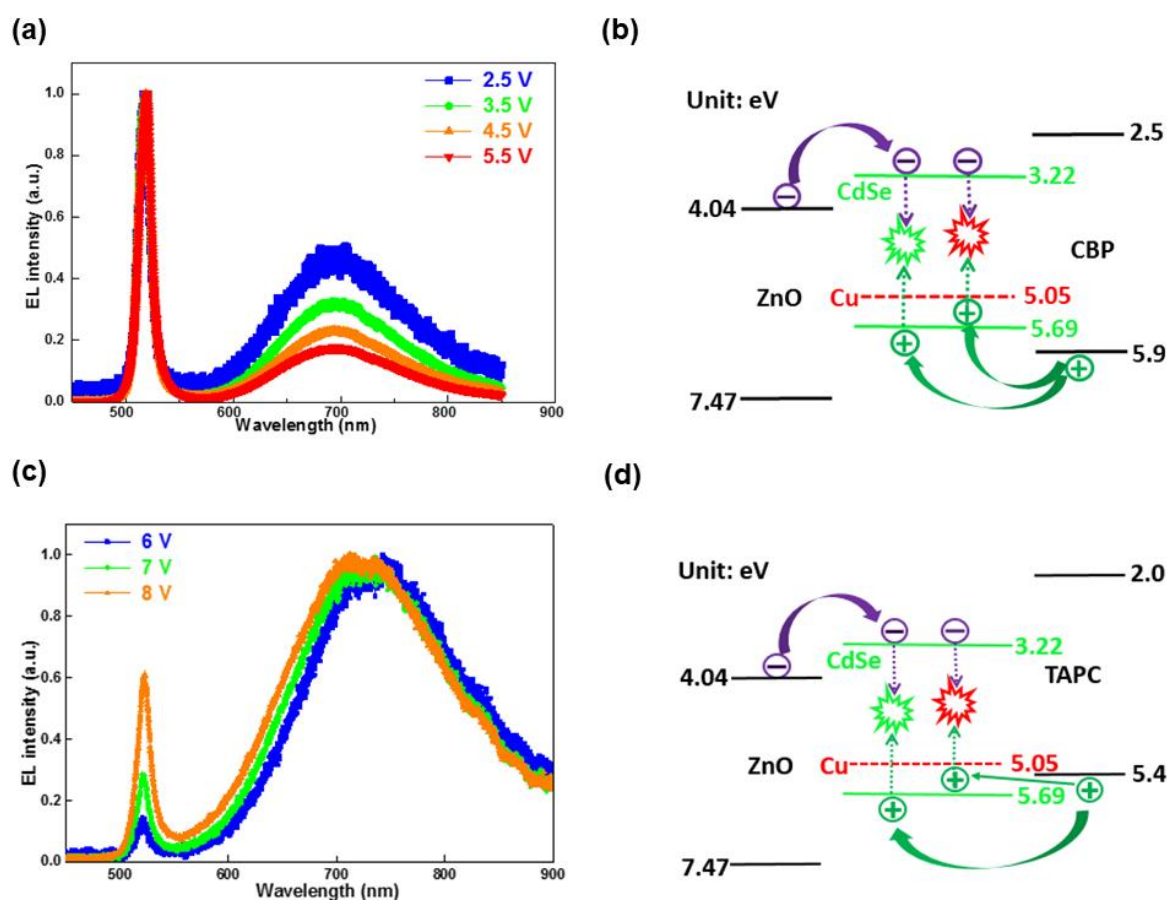 (a)
2.5 V
3.5 V
4.5 V
5.5 V
EL intensity (a.u.)
1.0
0.8
0.6
0.4
0.2
0.0
500
600
700
800
900
Wavelength (nm)
(b)
Unit: eV
2.5
CdSe
3.22
4.04
CBP
ZnO
Cu
5.05
5.69
5.9
7.47
(c)
6 V
7 V
8 V
EL intensity (a.u.)
1.0
0.8
0.6
0.4
0.2
0.0
500
600
700
800
900
Wavelength (nm)
(d)
Unit: eV
2.0
CdSe
3.22
4.04
TAPC
ZnO
Cu
5.05
5.4
5.69
7.47